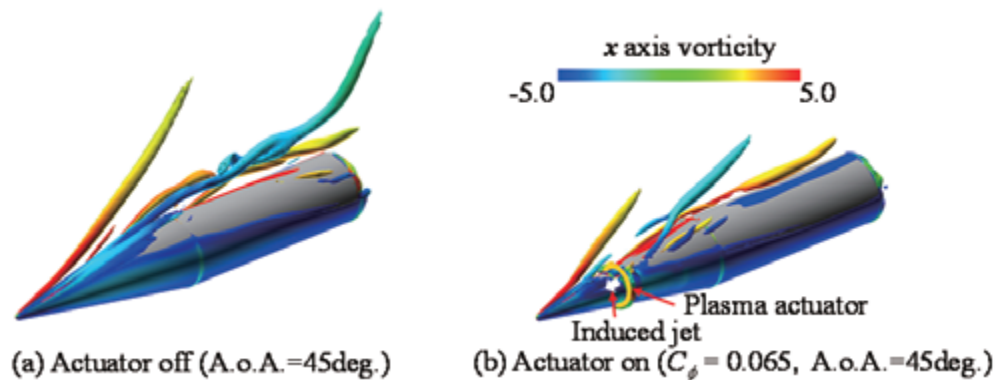 x axis vorticity
-5.0 5.0
Plasma actuator
Induced jet
(a) Actuator off (A.o.A.=45deg.)
(b) Actuator on (Cϕ = 0.065, A.o.A.=45deg.)